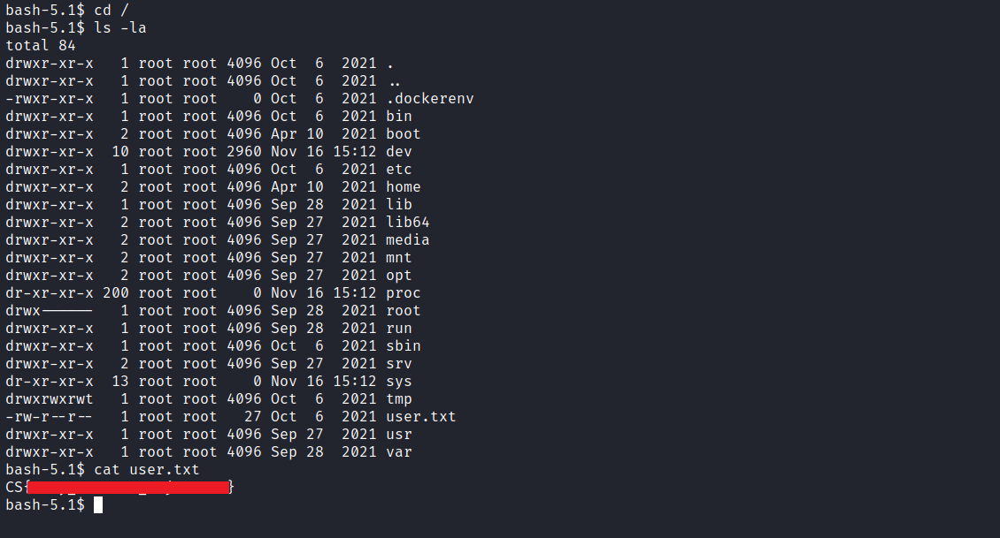 bash-5.1$ cd /
bash-5.1$ ls -la
total 84
drwxr-xr-x   1 root root 4096 Oct  6  2021 .
drwxr-xr-x   1 root root 4096 Oct  6  2021 ..
-rwxr-xr-x   1 root root    0 Oct  6  2021 .dockerenv
drwxr-xr-x   1 root root 4096 Oct  6  2021 bin
drwxr-xr-x   2 root root 4096 Apr 10  2021 boot
drwxr-xr-x  10 root root 2960 Nov 16 15:12 dev
drwxr-xr-x   1 root root 4096 Oct  6  2021 etc
drwxr-xr-x   2 root root 4096 Apr 10  2021 home
drwxr-xr-x   1 root root 4096 Sep 28  2021 lib
drwxr-xr-x   2 root root 4096 Sep 27  2021 lib64
drwxr-xr-x   2 root root 4096 Sep 27  2021 media
drwxr-xr-x   2 root root 4096 Sep 27  2021 mnt
drwxr-xr-x   2 root root 4096 Sep 27  2021 opt
dr-xr-xr-x 200 root root    0 Nov 16 15:12 proc
drwx------   1 root root 4096 Sep 28  2021 root
drwxr-xr-x   1 root root 4096 Sep 28  2021 run
drwxr-xr-x   1 root root 4096 Oct  6  2021 sbin
drwxr-xr-x   2 root root 4096 Sep 27  2021 srv
dr-xr-xr-x  13 root root    0 Nov 16 15:12 sys
drwxrwxrwt   1 root root 4096 Oct  6  2021 tmp
-rw-r--r--   1 root root   27 Oct  6  2021 user.txt
drwxr-xr-x   1 root root 4096 Sep 27  2021 usr
drwxr-xr-x   1 root root 4096 Sep 28  2021 var
bash-5.1$ cat user.txt
CS{ }
bash-5.1$